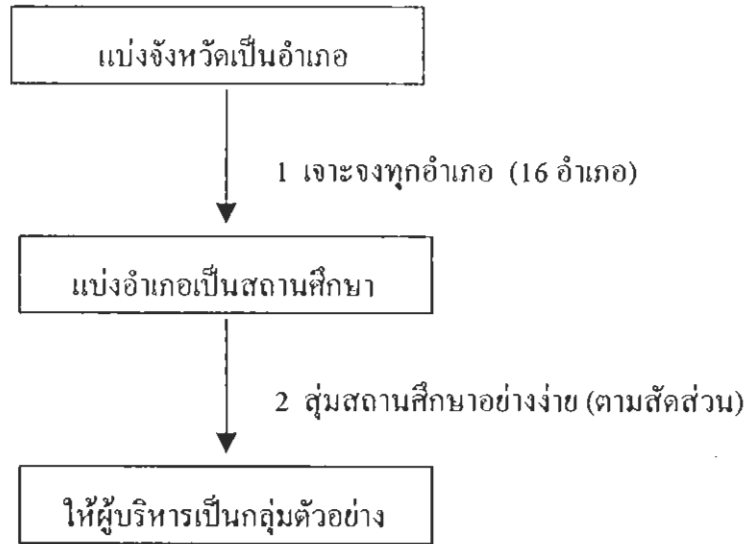 แบ่งจังหวัดเป็นอำเภอ
1 เจาะจงทุกอำเภอ (16 อำเภอ)
แบ่งอำเภอเป็นสถานศึกษา
2 สุ่มสถานศึกษาอย่างง่าย (ตามสัดส่วน)
ให้ผู้บริหารเป็นกลุ่มตัวอย่าง